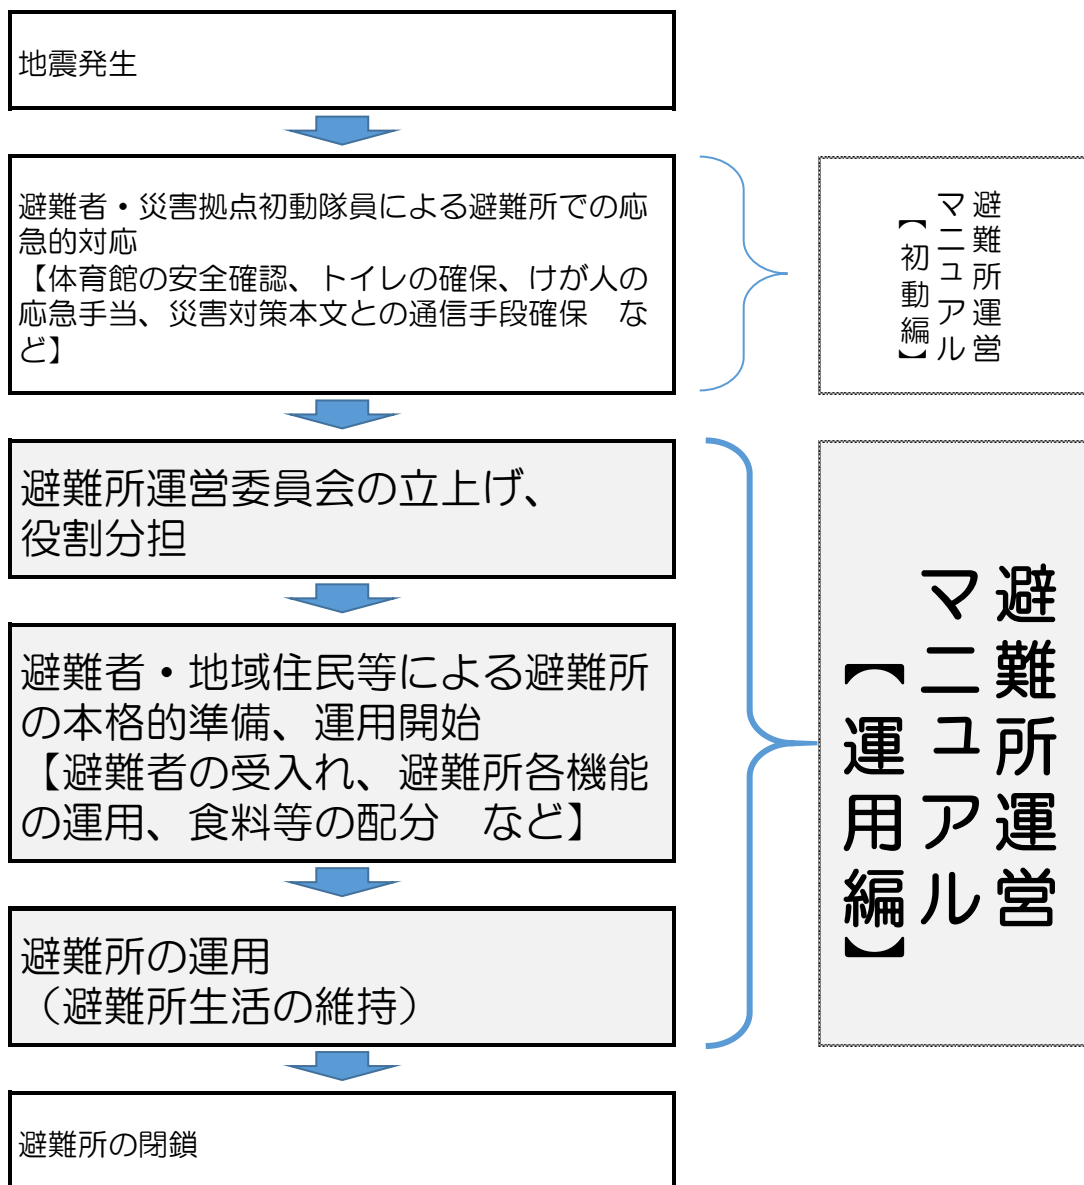 地震発生
避難者・災害拠点初動隊員による避難所での応
急的対応
【体育館の安全確認、トイレの確保、けが人の
応急手当、災害対策本文との通信手段確保　な
ど】
避難所運営
マニュアル
【初動編】
避難所運営委員会の立上げ、
役割分担
避難者・地域住民等による避難所
の本格的準備、運用開始
【避難者の受入れ、避難所各機能
の運用、食料等の配分　など】
避難所の運用
（避難所生活の維持）
避難所運営
マニュアル
【運用編】
避難所の閉鎖